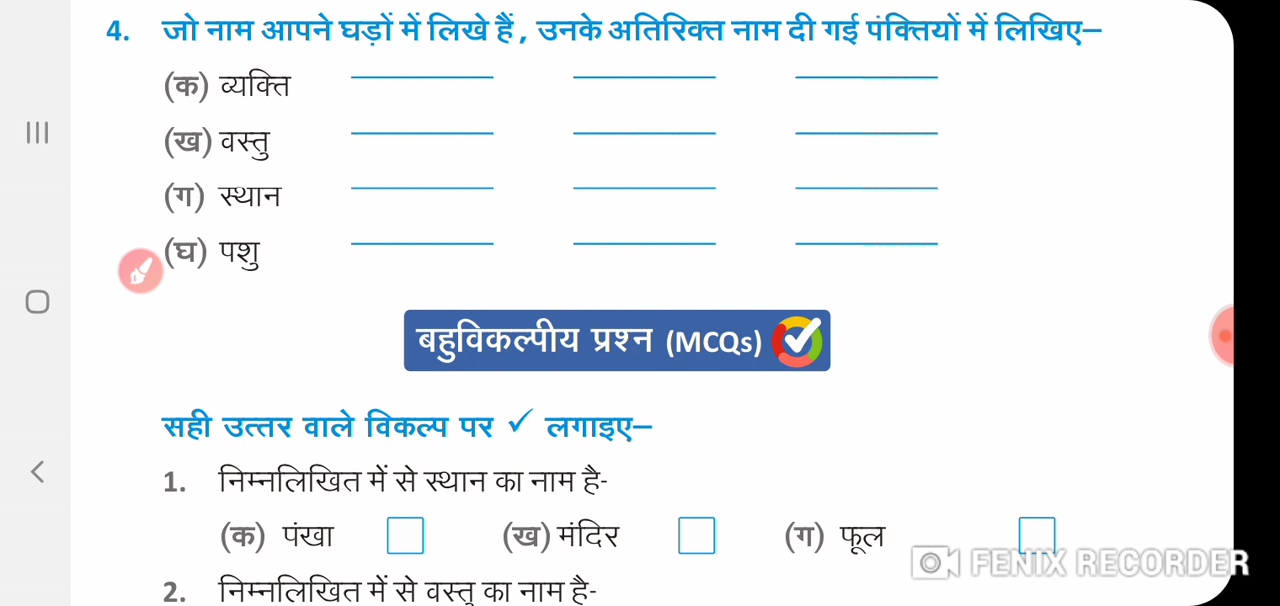 4. जो नाम आपने घड़ों में लिखे हैं, उनके अतिरिक्त नाम दी गई पंक्तियों में लिखिए–
(क) व्यक्ति
(ख) वस्तु
(ग) स्थान
(घ) पशु
बहुविकल्पीय प्रश्न (MCQs)
सही उत्तर वाले विकल्प पर ✓ लगाइए–
1. निम्नलिखित में से स्थान का नाम है-
(क) पंखा (ख) मंदिर (ग) फूल
FENIX RECORDER
2. निम्नलिखित में से वस्तु का नाम है-